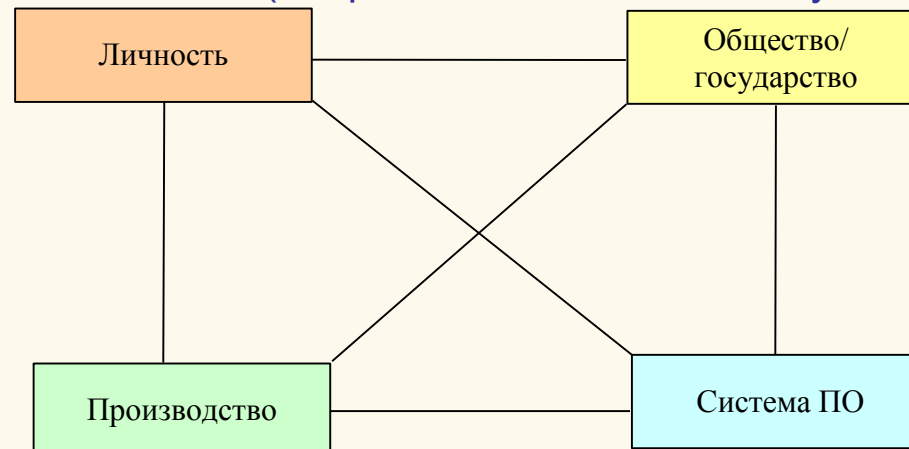 Личность
Общество/
государство
Производство
Система ПО